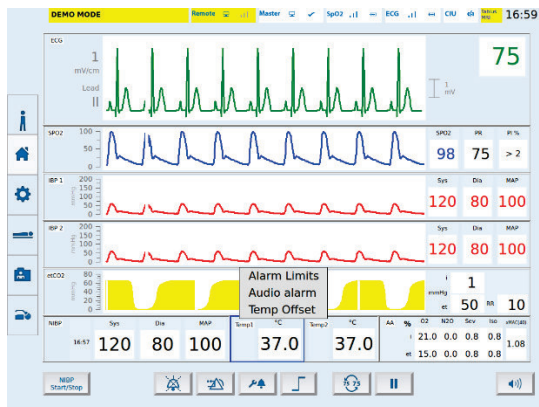 DEMO MODE Remote Master SpO2 ECG CIU 16:59
ECG
1
mV/cm
Lead
II
1
mV
75
SPO2 100 50 SPO2 PR PI.%
98 75 > 2
IBP 1 200 150 100 50 0 Sys Dia MAP
120 80 100
IBP 2 200 150 100 50 0 Sys Dia MAP
120 80 100
etCO2 80 60 40 20 0
Alarm Limits
Audio alarm
Temp Offset
mmHg
i 1
et 50 RR 10
NIBP Sys Dia MAP Temp1 °C Temp2 °C AA % O2 N2O Sev Iso
16:57 120 80 100 37.0 37.0
i 21.0 0.0 0.8 0.8
1.08
et 15.0 0.0 0.8 0.8
NIBP
Start/Stop
75 75